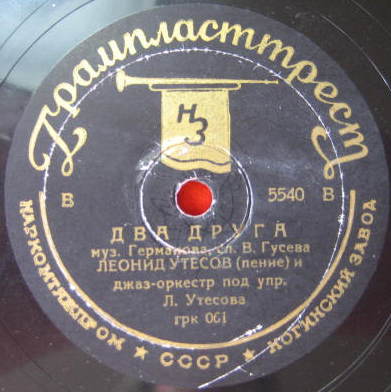 Грампласттрест
НЗ
В 5540 В
ДВА ДРУГА
муз. Германова, сл. В. Гусева
ЛЕОНИД УТЕСОВ (пение) и
джаз-оркестр под упр.
Л. Утесова
грк 061
НАРКОМТЯЖПРОМ ★ СССР ★ НОГИНСКИЙ ЗАВОД